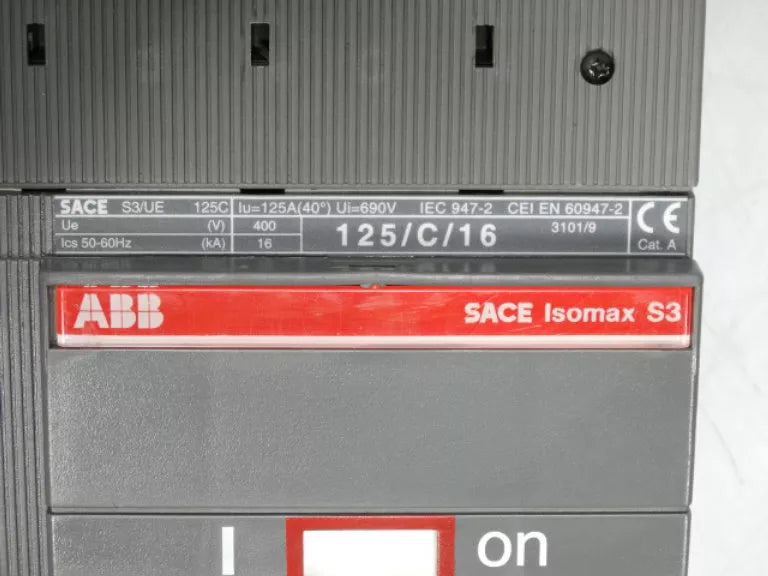 SACE S3/UE 125C Iu=125A(40°) Ui=690V IEC 947-2 CEI EN 60947-2
Ue (V) 400 125/C/16 3101/9 CE
Ics 50-60Hz (kA) 16 Cat. A
ABB SACE Isomax S3
I on